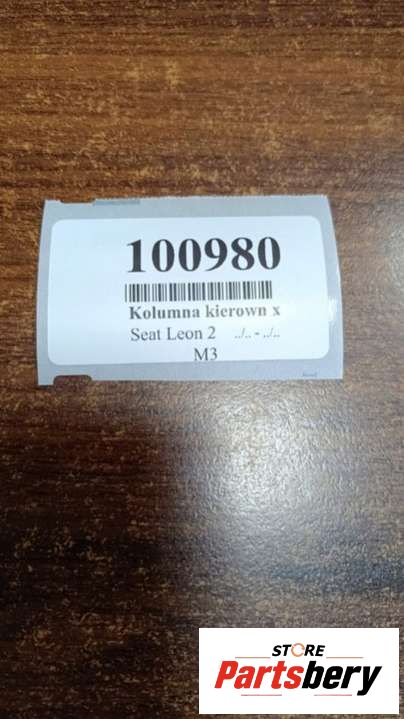 100980
Kolumna kierown x
Seat Leon 2 ../.. - ../..
M3
STORE
Partsbery